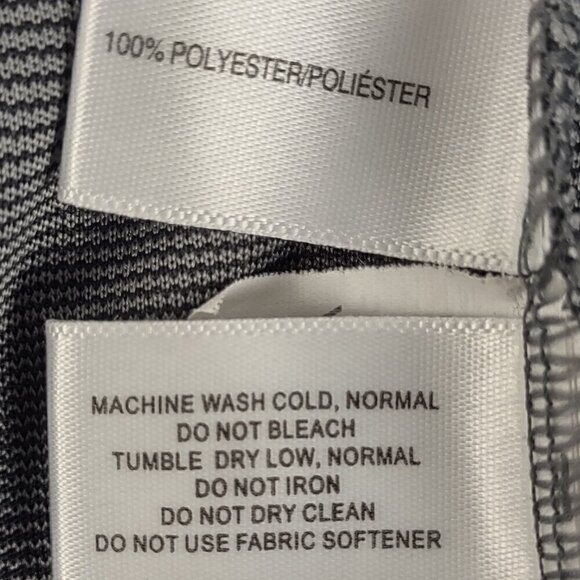 100% POLYESTER/POLIÉSTER
MACHINE WASH COLD, NORMAL
DO NOT BLEACH
TUMBLE DRY LOW, NORMAL
DO NOT IRON
DO NOT DRY CLEAN
DO NOT USE FABRIC SOFTENER